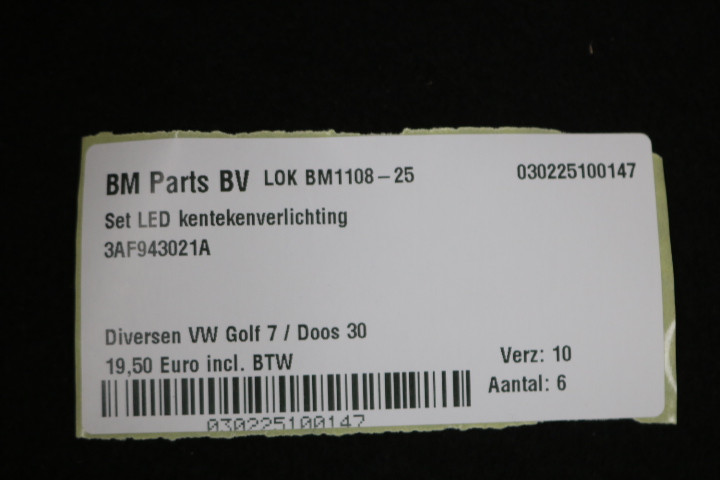 BM Parts BV LOK BM1108-25 030225100147
Set LED kentekenverlichting
3AF943021A
Diversen VW Golf 7 / Doos 30
19,50 Euro incl. BTW Verz: 10
Aantal: 6
030225100147